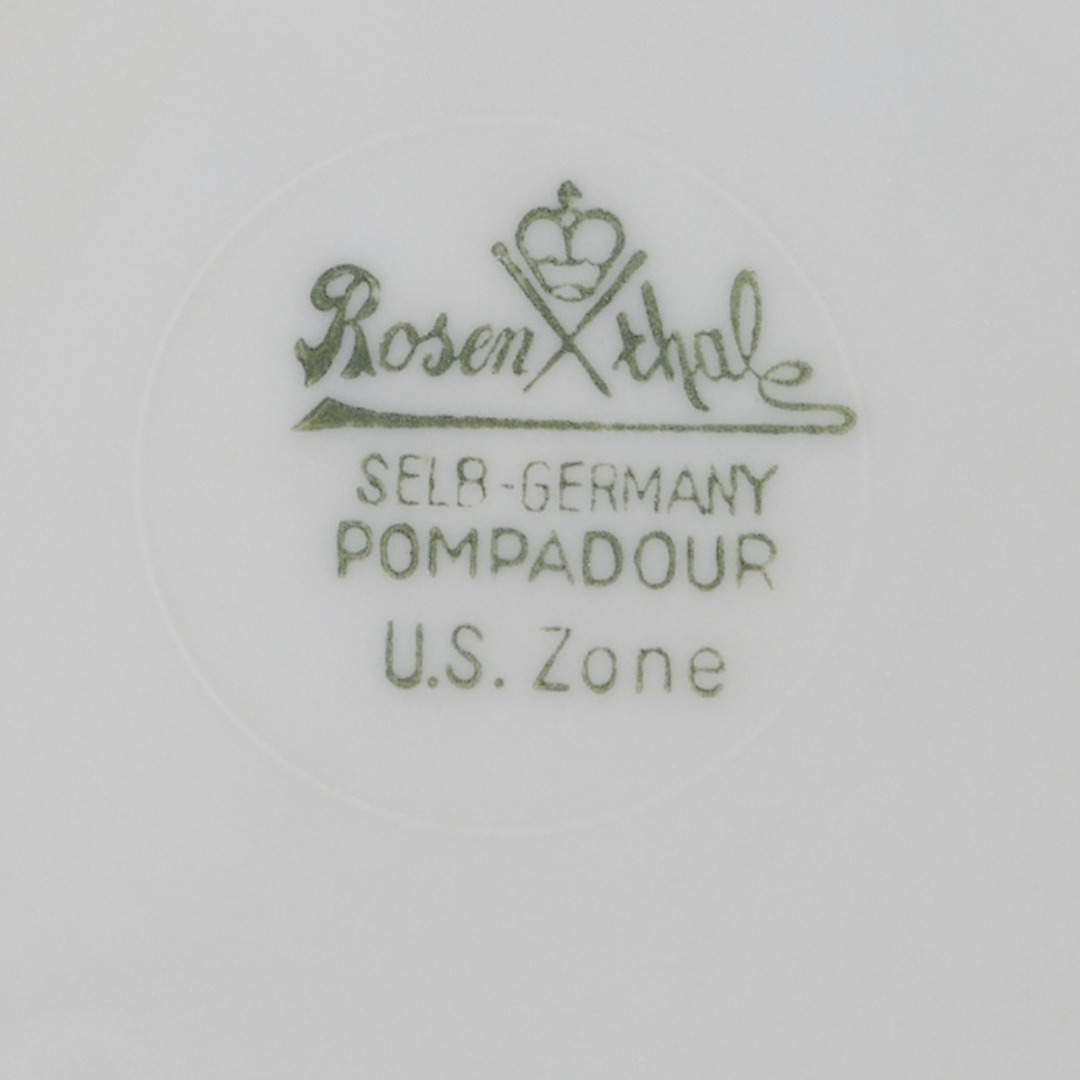 Rosenthal
SELB-GERMANY
POMPADOUR
U.S. Zone